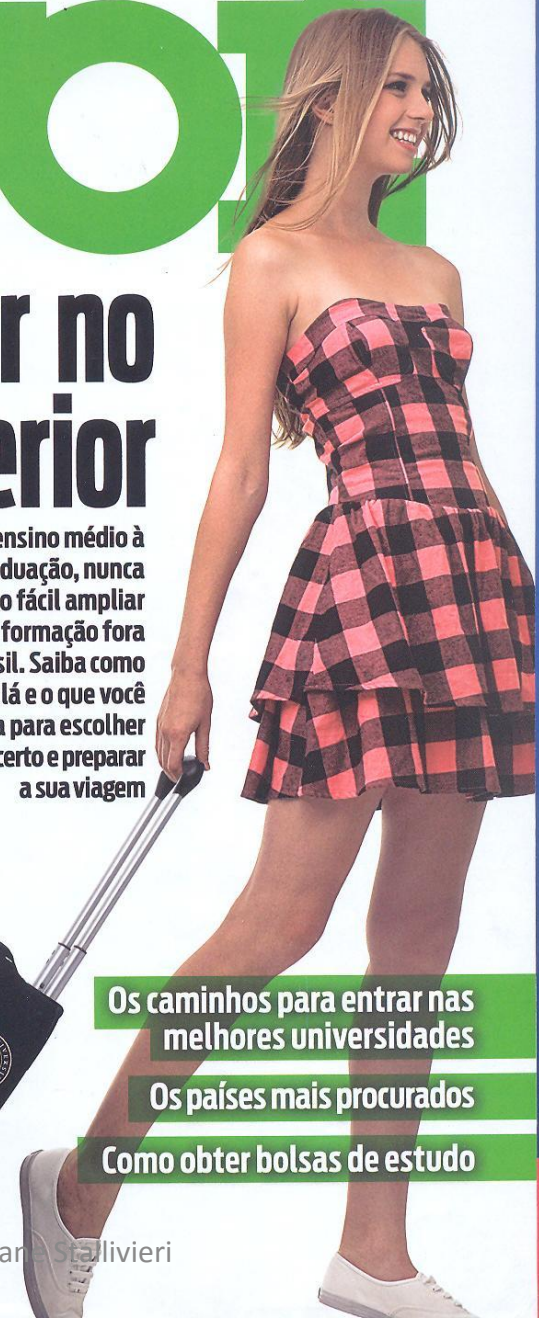 r no
erior
ensino médio à
duação, nunca
o fácil ampliar
formação fora
sil. Saiba como
lá e o que você
a para escolher
certo e preparar
a sua viagem
Os caminhos para entrar nas
melhores universidades
Os países mais procurados
Como obter bolsas de estudo
ane Stallivieri